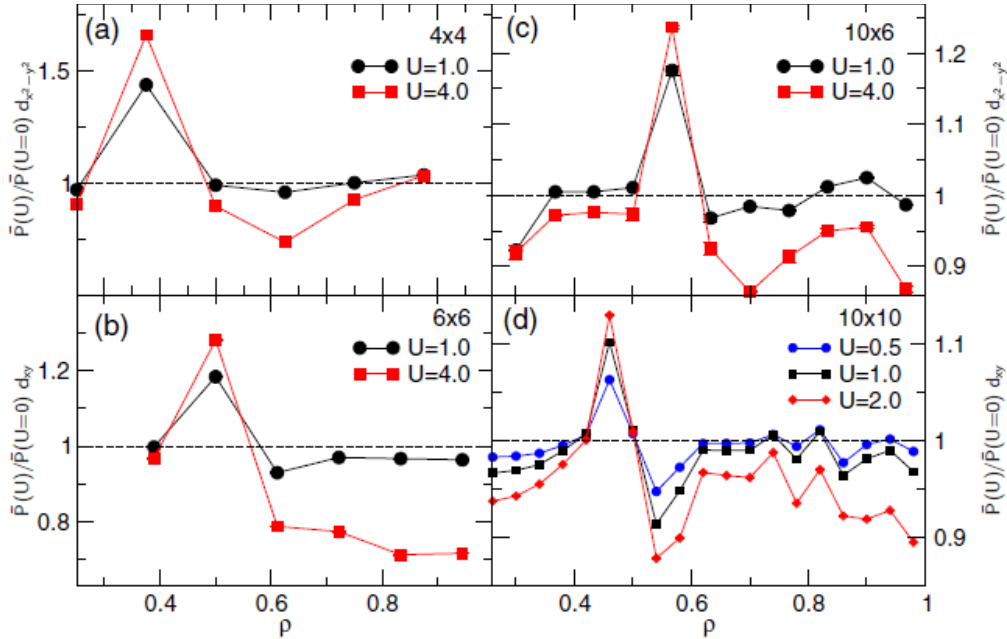 (a)
4x4
U=1.0
U=4.0
1.5
1
P̄(U)/P̄(U=0) d_{x²−y²}
(c)
10x6
U=1.0
U=4.0
1.2
1.1
1
0.9
P̄(U)/P̄(U=0) d_{x²−y²}
(b)
6x6
U=1.0
U=4.0
1.2
1
0.8
P̄(U)/P̄(U=0) d_{xy}
0.4 0.6 0.8
ρ
(d)
10x10
U=0.5
U=1.0
U=2.0
1.1
1
0.9
P̄(U)/P̄(U=0) d_{xy}
0.4 0.6 0.8 1
ρ